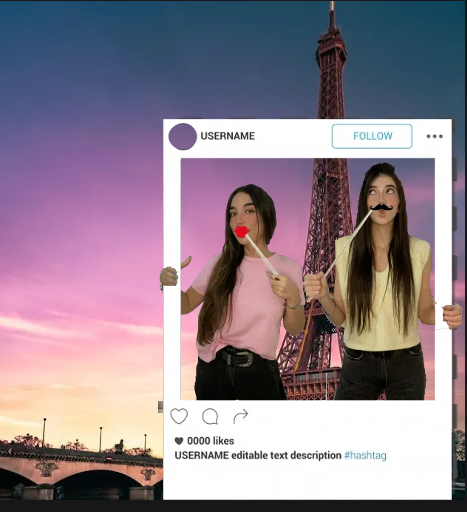 USERNAME
FOLLOW
0000 likes
USERNAME editable text description #hashtag